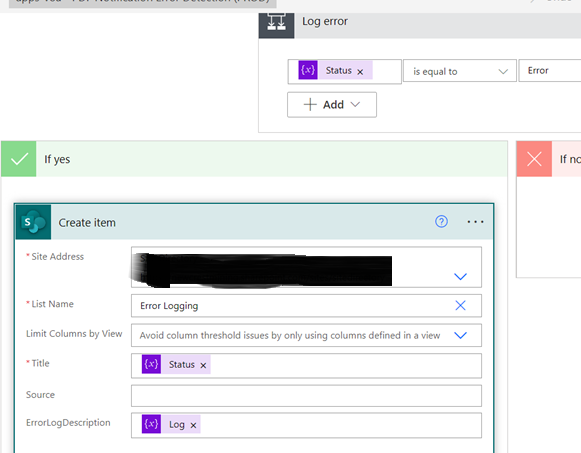 Log error
{x} Status × is equal to Error
+ Add
If yes
If no
S Create item ? ...
* Site Address
* List Name Error Logging
Limit Columns by View Avoid column threshold issues by only using columns defined in a view
* Title {x} Status ×
Source
ErrorLogDescription {x} Log ×